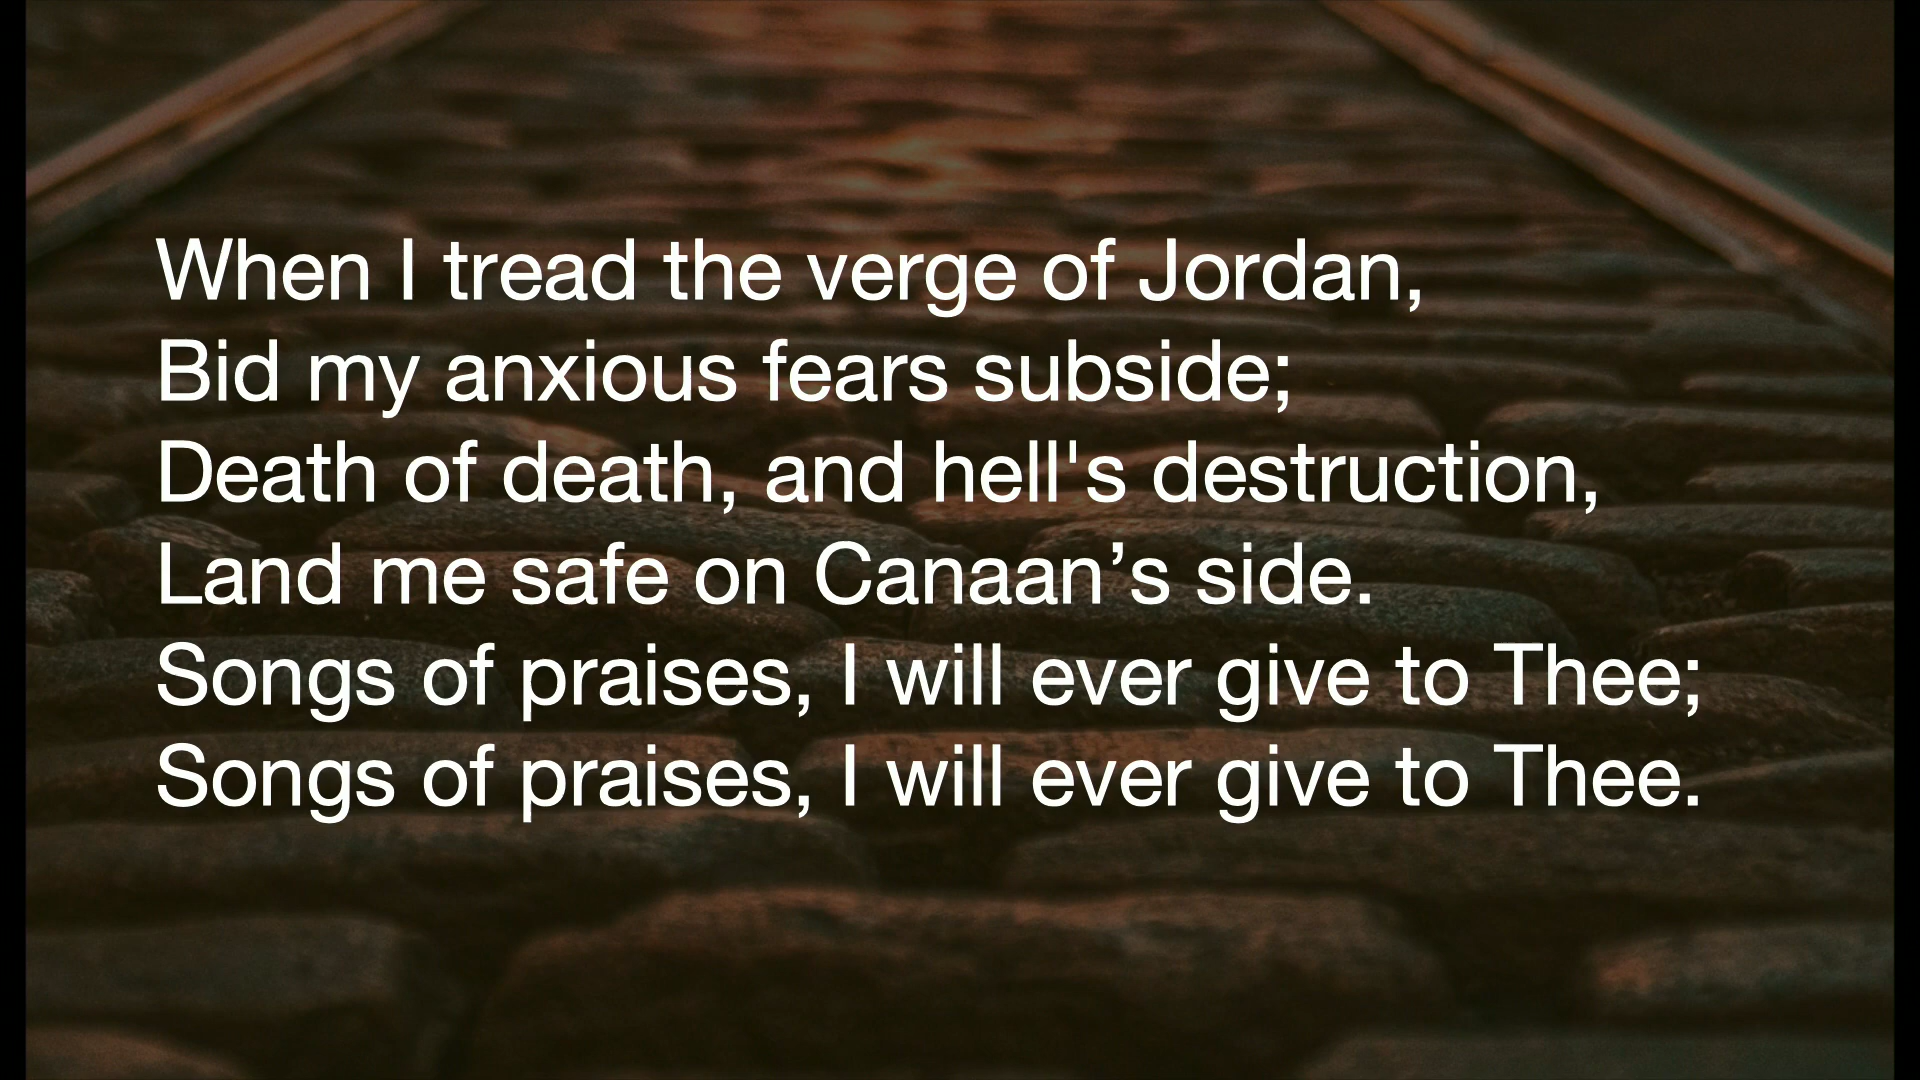 When I tread the verge of Jordan,
Bid my anxious fears subside;
Death of death, and hell's destruction,
Land me safe on Canaan’s side.
Songs of praises, I will ever give to Thee;
Songs of praises, I will ever give to Thee.